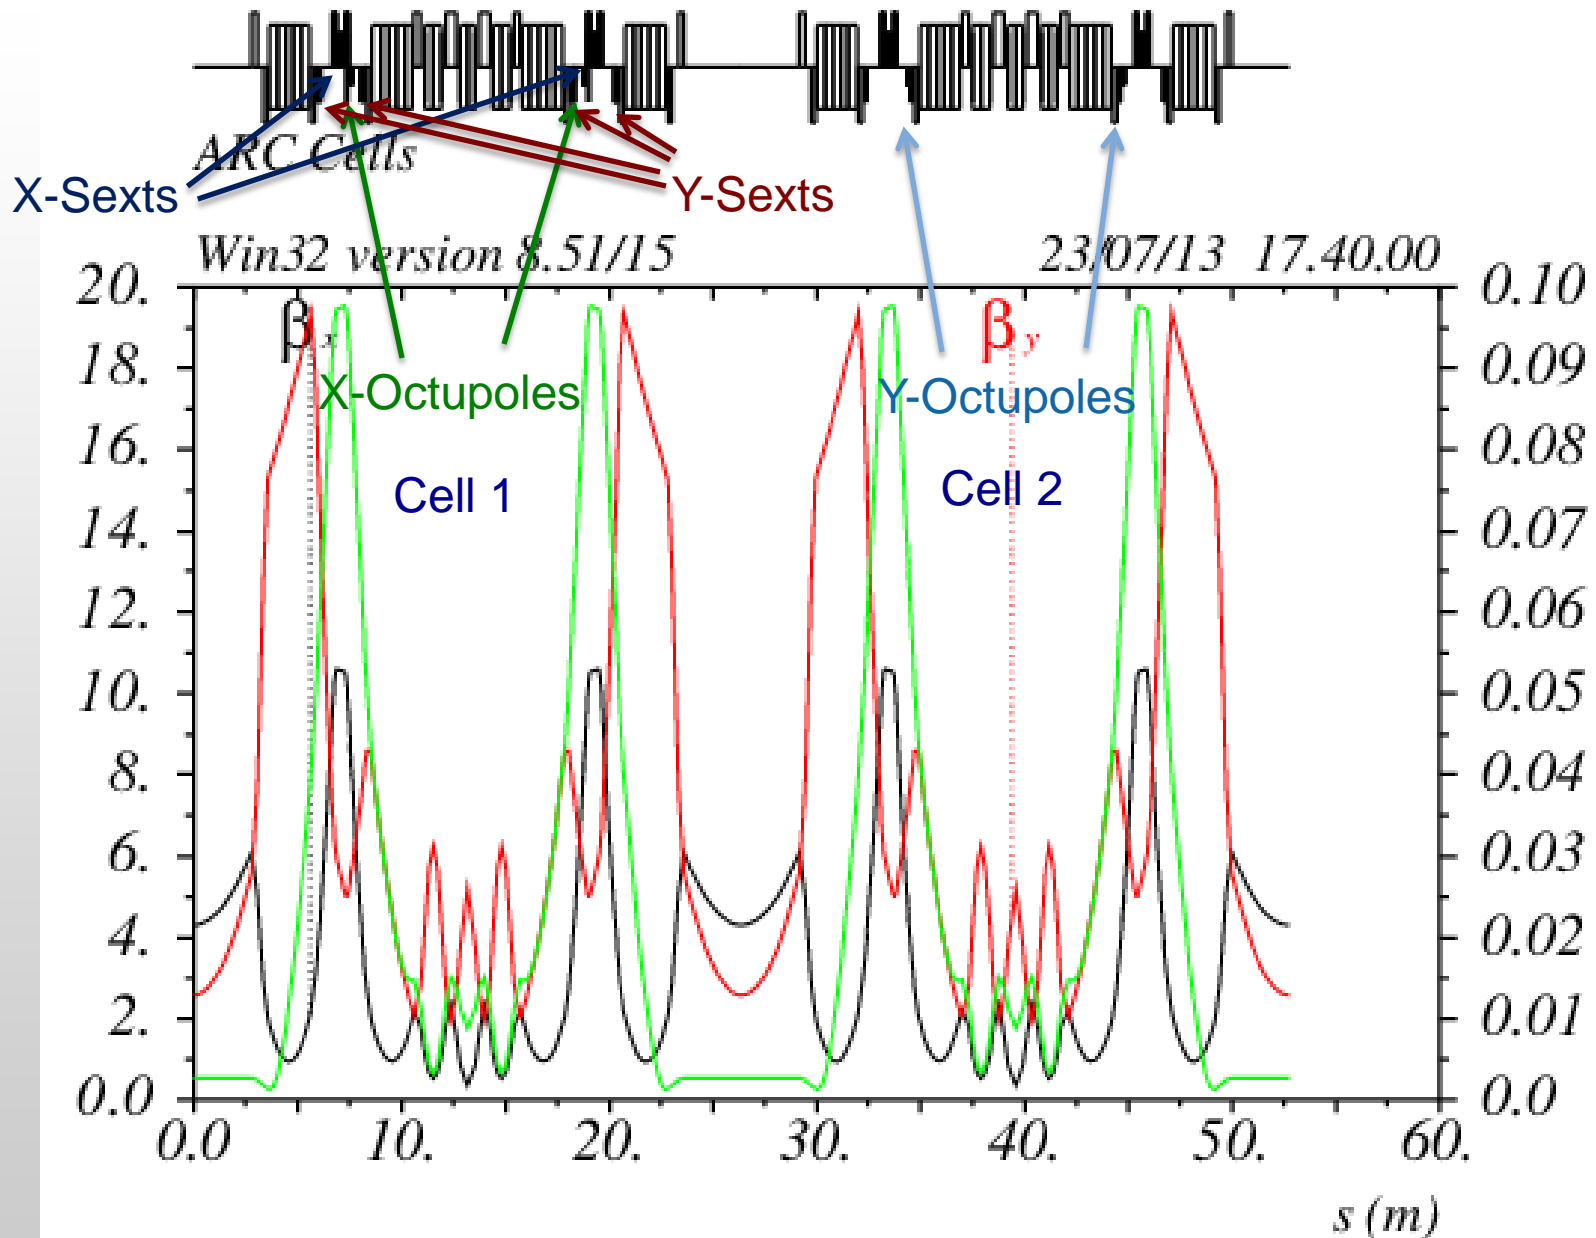 ARC Cells
X-Sexts
Y-Sexts
Win32 version 8.51/15 23/07/13 17.40.00
20. 0.10
β x β y
18. 0.09
X-Octupoles Y-Octupoles
16. 0.08
Cell 1 Cell 2
14. 0.07
12. 0.06
10. 0.05
8. 0.04
6. 0.03
4. 0.02
2. 0.01
0.0 0.0
0.0 10. 20. 30. 40. 50. 60.
s (m)